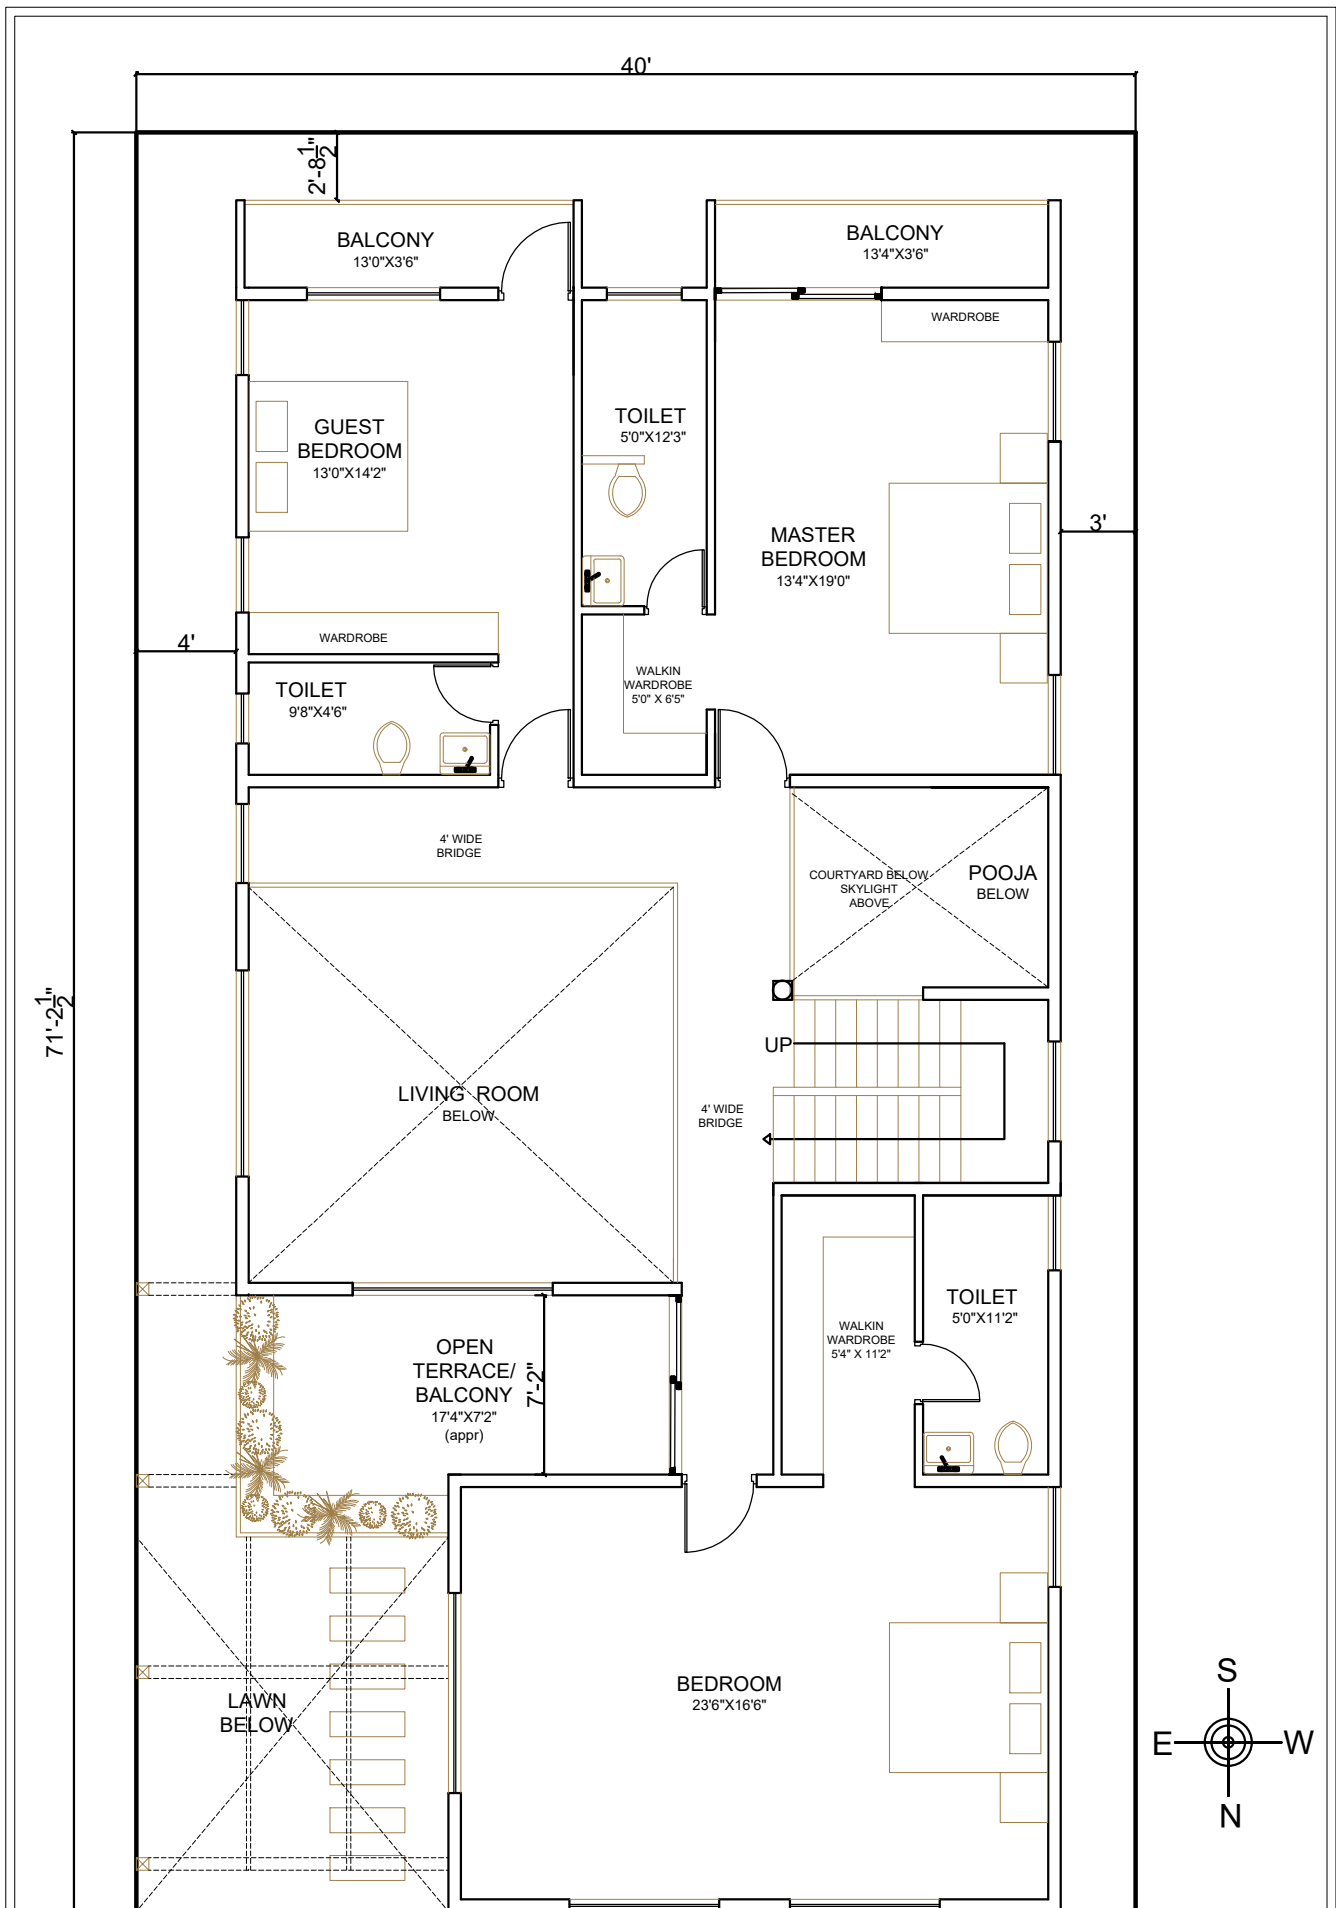 40'
2'-8 1/2"
BALCONY
13'0"X3'6"
BALCONY
13'4"X3'6"
WARDROBE
GUEST
BEDROOM
13'0"X14'2"
TOILET
5'0"X12'3"
MASTER
BEDROOM
13'4"X19'0"
3'
4'
WARDROBE
TOILET
9'8"X4'6"
WALKIN
WARDROBE
5'0" X 6'5"
4' WIDE
BRIDGE
COURTYARD BELOW
SKYLIGHT
ABOVE
POOJA
BELOW
71'-2 1/2"
UP
LIVING ROOM
BELOW
4' WIDE
BRIDGE
OPEN
TERRACE/
BALCONY
17'4"X7'2"
(appr)
7'-2"
WALKIN
WARDROBE
5'4" X 11'2"
TOILET
5'0"X11'2"
LAWN
BELOW
BEDROOM
23'6"X16'6"
S
E
W
N